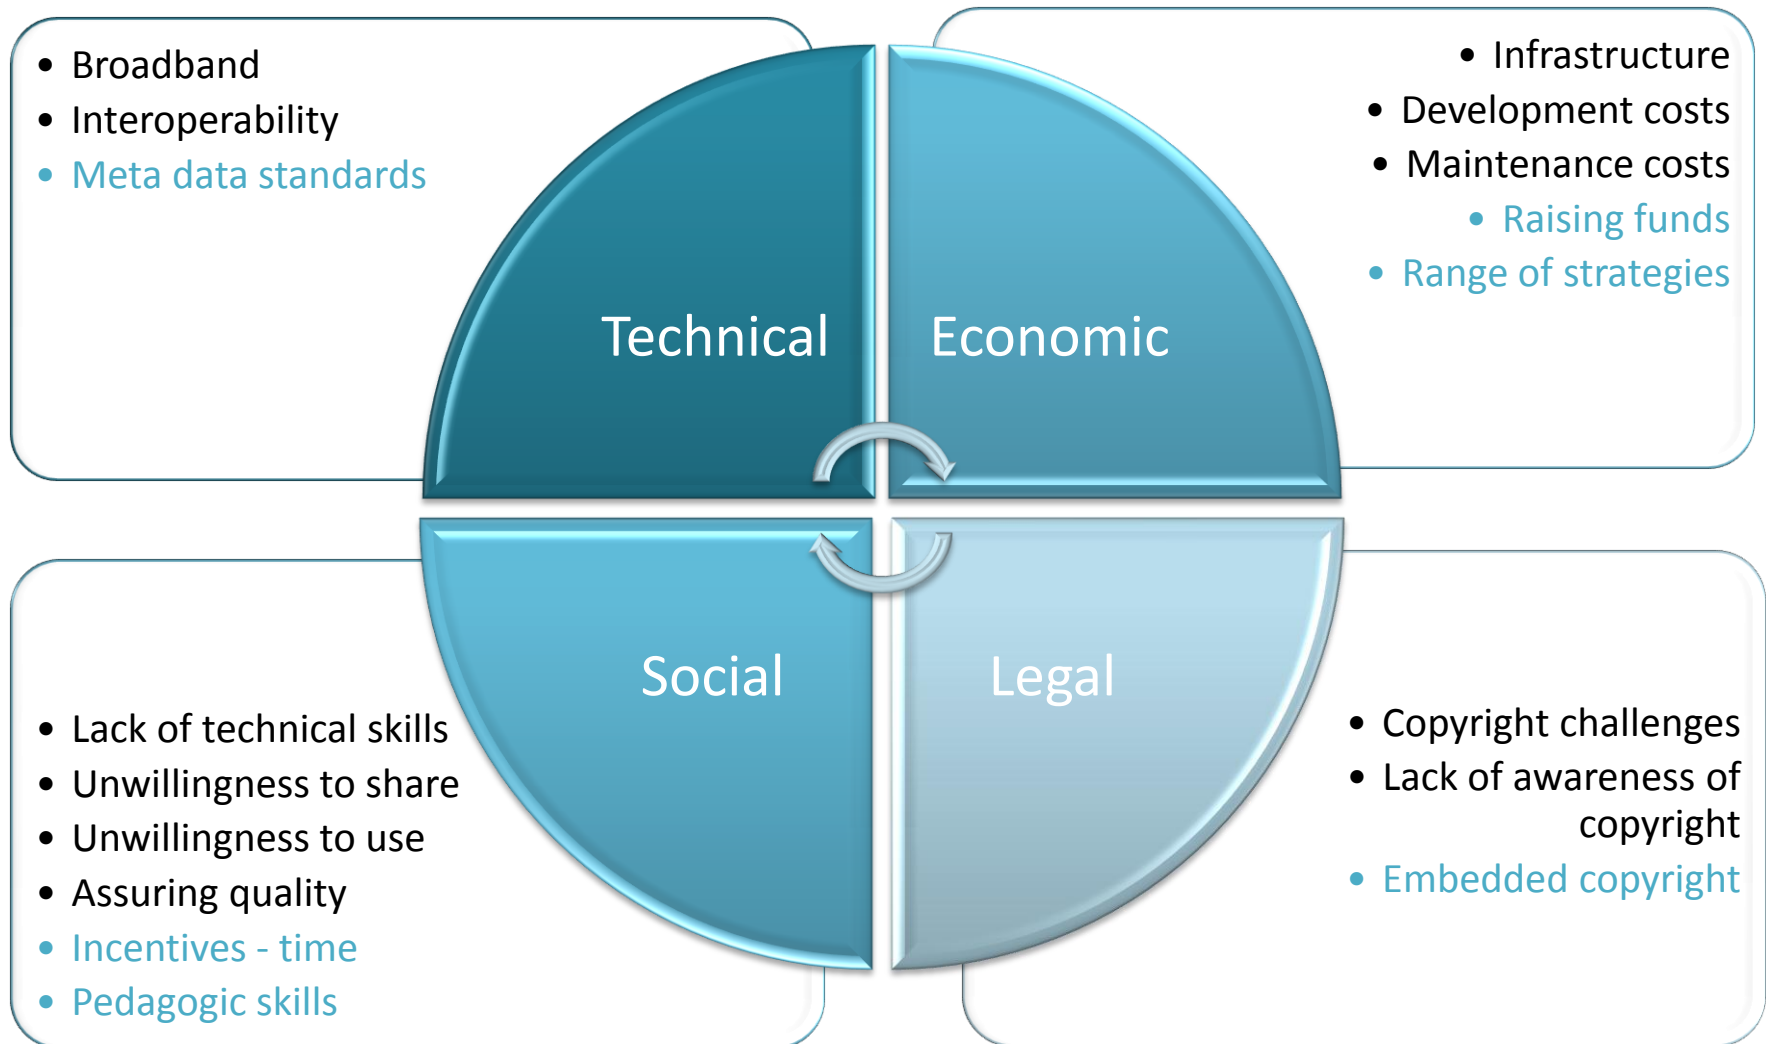 • Broadband
• Interoperability
• Meta data standards
• Infrastructure
• Development costs
• Maintenance costs
• Raising funds
• Range of strategies
Technical
Economic
Social
Legal
• Lack of technical skills
• Unwillingness to share
• Unwillingness to use
• Assuring quality
• Incentives - time
• Pedagogic skills
• Copyright challenges
• Lack of awareness of
copyright
• Embedded copyright